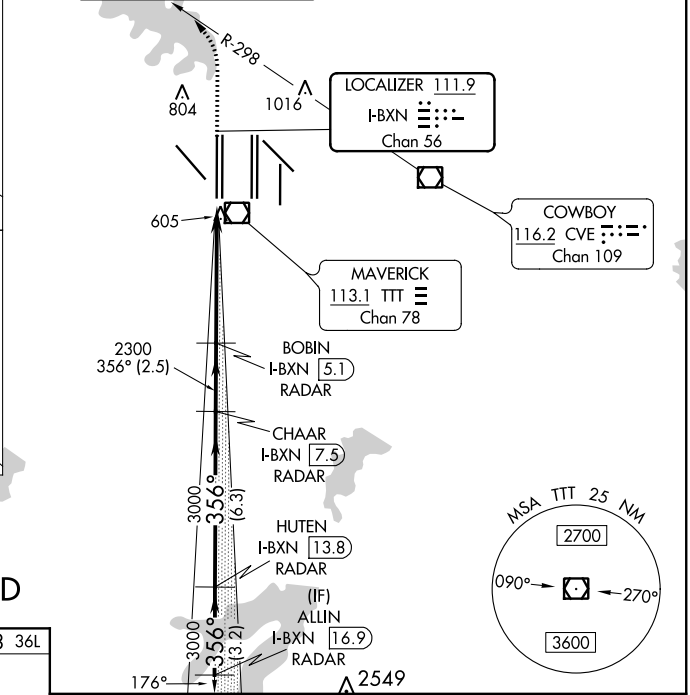 R-298
804
1016
LOCALIZER 111.9
I-BXN
Chan 56
605
COWBOY
116.2 CVE
Chan 109
MAVERICK
113.1 TTT
Chan 78
2300
356° (2.5)
BOBIN
I-BXN 5.1
RADAR
CHAAR
I-BXN 7.5
RADAR
3000
356°
(6.3)
HUTEN
I-BXN 13.8
RADAR
(IF)
ALLIN
I-BXN 16.9
RADAR
3000
356°
(3.2)
176°
2549
MSA TTT 25 NM
2700
090°
270°
3600
D
36L